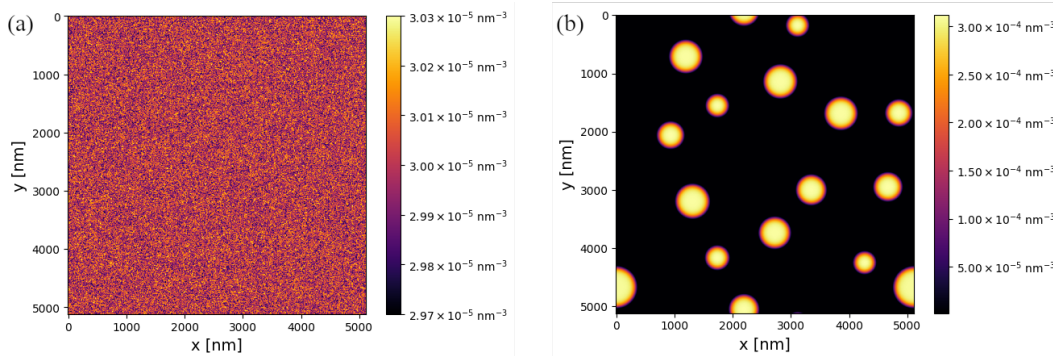 (a)
0
1000
2000
3000
4000
5000
y [nm]
0 1000 2000 3000 4000 5000
x [nm]
3.03 × 10⁻⁵ nm⁻³
3.02 × 10⁻⁵ nm⁻³
3.01 × 10⁻⁵ nm⁻³
3.00 × 10⁻⁵ nm⁻³
2.99 × 10⁻⁵ nm⁻³
2.98 × 10⁻⁵ nm⁻³
2.97 × 10⁻⁵ nm⁻³
(b)
0
1000
2000
3000
4000
5000
y [nm]
0 1000 2000 3000 4000 5000
x [nm]
3.00 × 10⁻⁴ nm⁻³
2.50 × 10⁻⁴ nm⁻³
2.00 × 10⁻⁴ nm⁻³
1.50 × 10⁻⁴ nm⁻³
1.00 × 10⁻⁴ nm⁻³
5.00 × 10⁻⁵ nm⁻³